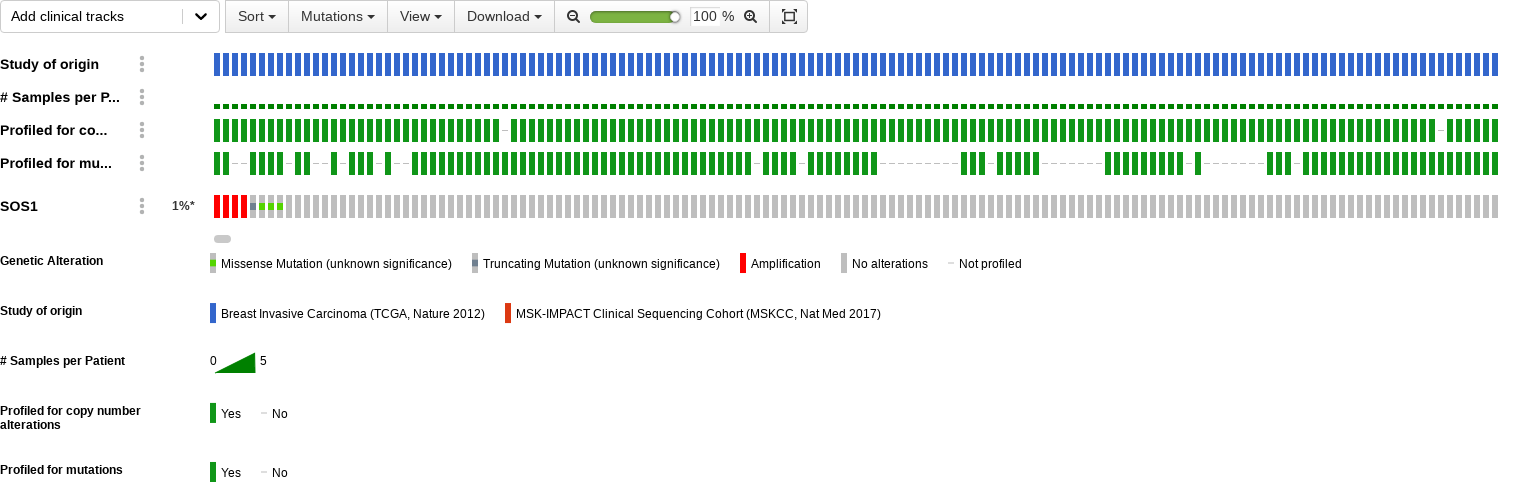 Add clinical tracks Sort Mutations View Download 100 %
Study of origin
# Samples per P...
Profiled for co...
Profiled for mu...
SOS1 1%*
Genetic Alteration Missense Mutation (unknown significance) Truncating Mutation (unknown significance) Amplification No alterations Not profiled
Study of origin Breast Invasive Carcinoma (TCGA, Nature 2012) MSK-IMPACT Clinical Sequencing Cohort (MSKCC, Nat Med 2017)
# Samples per Patient 0 5
Profiled for copy number
alterations
Yes No
Profiled for mutations Yes No